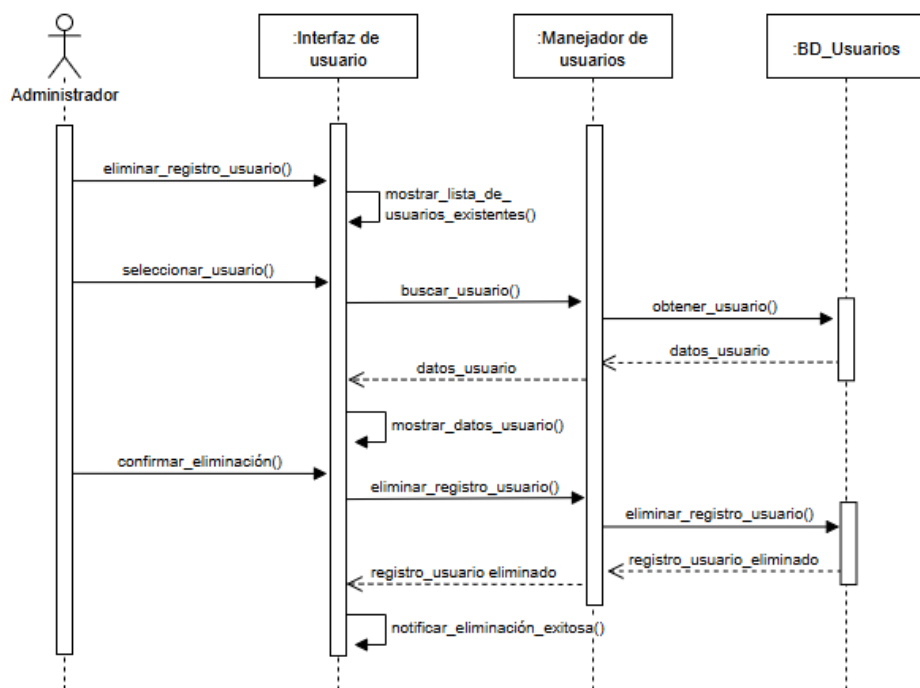 :Interfaz de
usuario
:Manejador de
usuarios
:BD_Usuarios
Administrador
eliminar_registro_usuario()
mostrar_lista_de_
usuarios_existentes()
seleccionar_usuario()
buscar_usuario()
obtener_usuario()
datos_usuario
datos_usuario
mostrar_datos_usuario()
confirmar_eliminación()
eliminar_registro_usuario()
eliminar_registro_usuario()
registro_usuario_eliminado
registro_usuario eliminado
notificar_eliminación_exitosa()